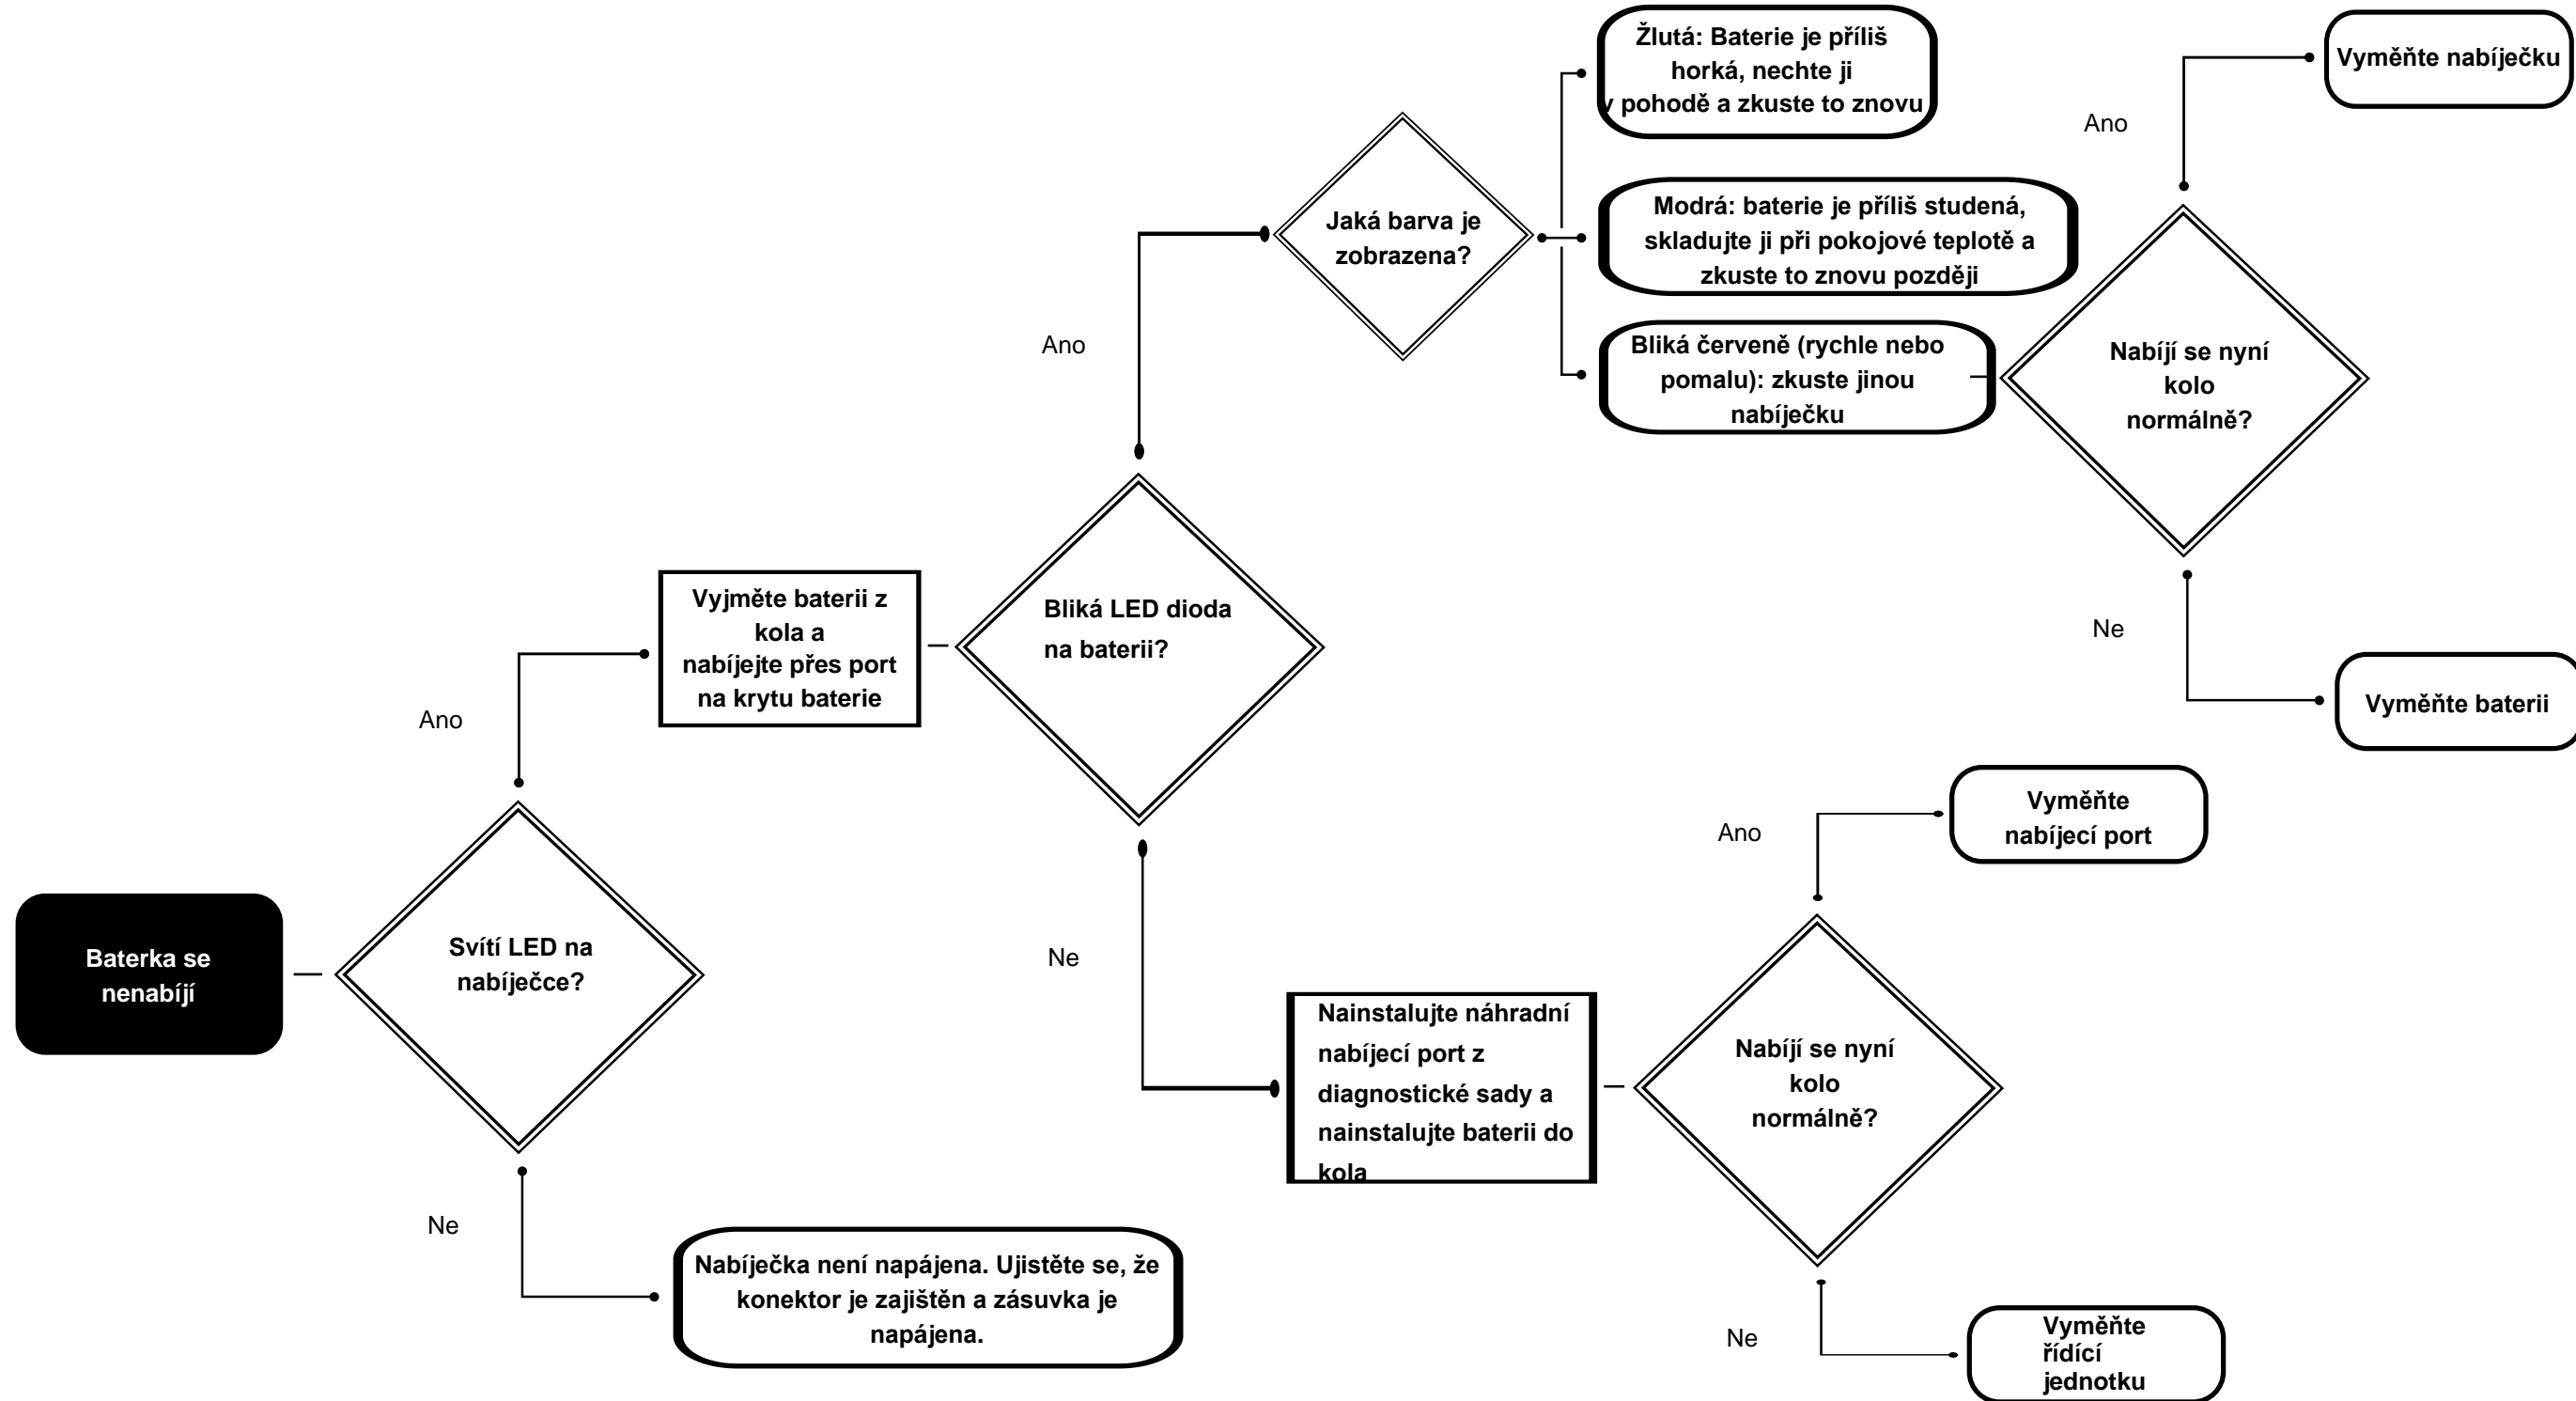 Baterka se
nenabíjí
Svítí LED na
nabíječce?
Ano
Ne
Vyjměte baterii z
kola a
nabíjejte přes port
na krytu baterie
Nabíječka není napájena. Ujistěte se, že
konektor je zajištěn a zásuvka je
napájena.
Bliká LED dioda
na baterii?
Ano
Ne
Jaká barva je
zobrazena?
Žlutá: Baterie je příliš
horká, nechte ji
v pohodě a zkuste to znovu
Modrá: baterie je příliš studená,
skladujte ji při pokojové teplotě a
zkuste to znovu později
Bliká červeně (rychle nebo
pomalu): zkuste jinou
nabíječku
Nabíjí se nyní
kolo
normálně?
Ano
Vyměňte nabíječku
Ne
Vyměňte baterii
Nainstalujte náhradní
nabíjecí port z
diagnostické sady a
nainstalujte baterii do
kola
Nabíjí se nyní
kolo
normálně?
Ano
Vyměňte
nabíjecí port
Ne
Vyměňte
řídící
jednotku